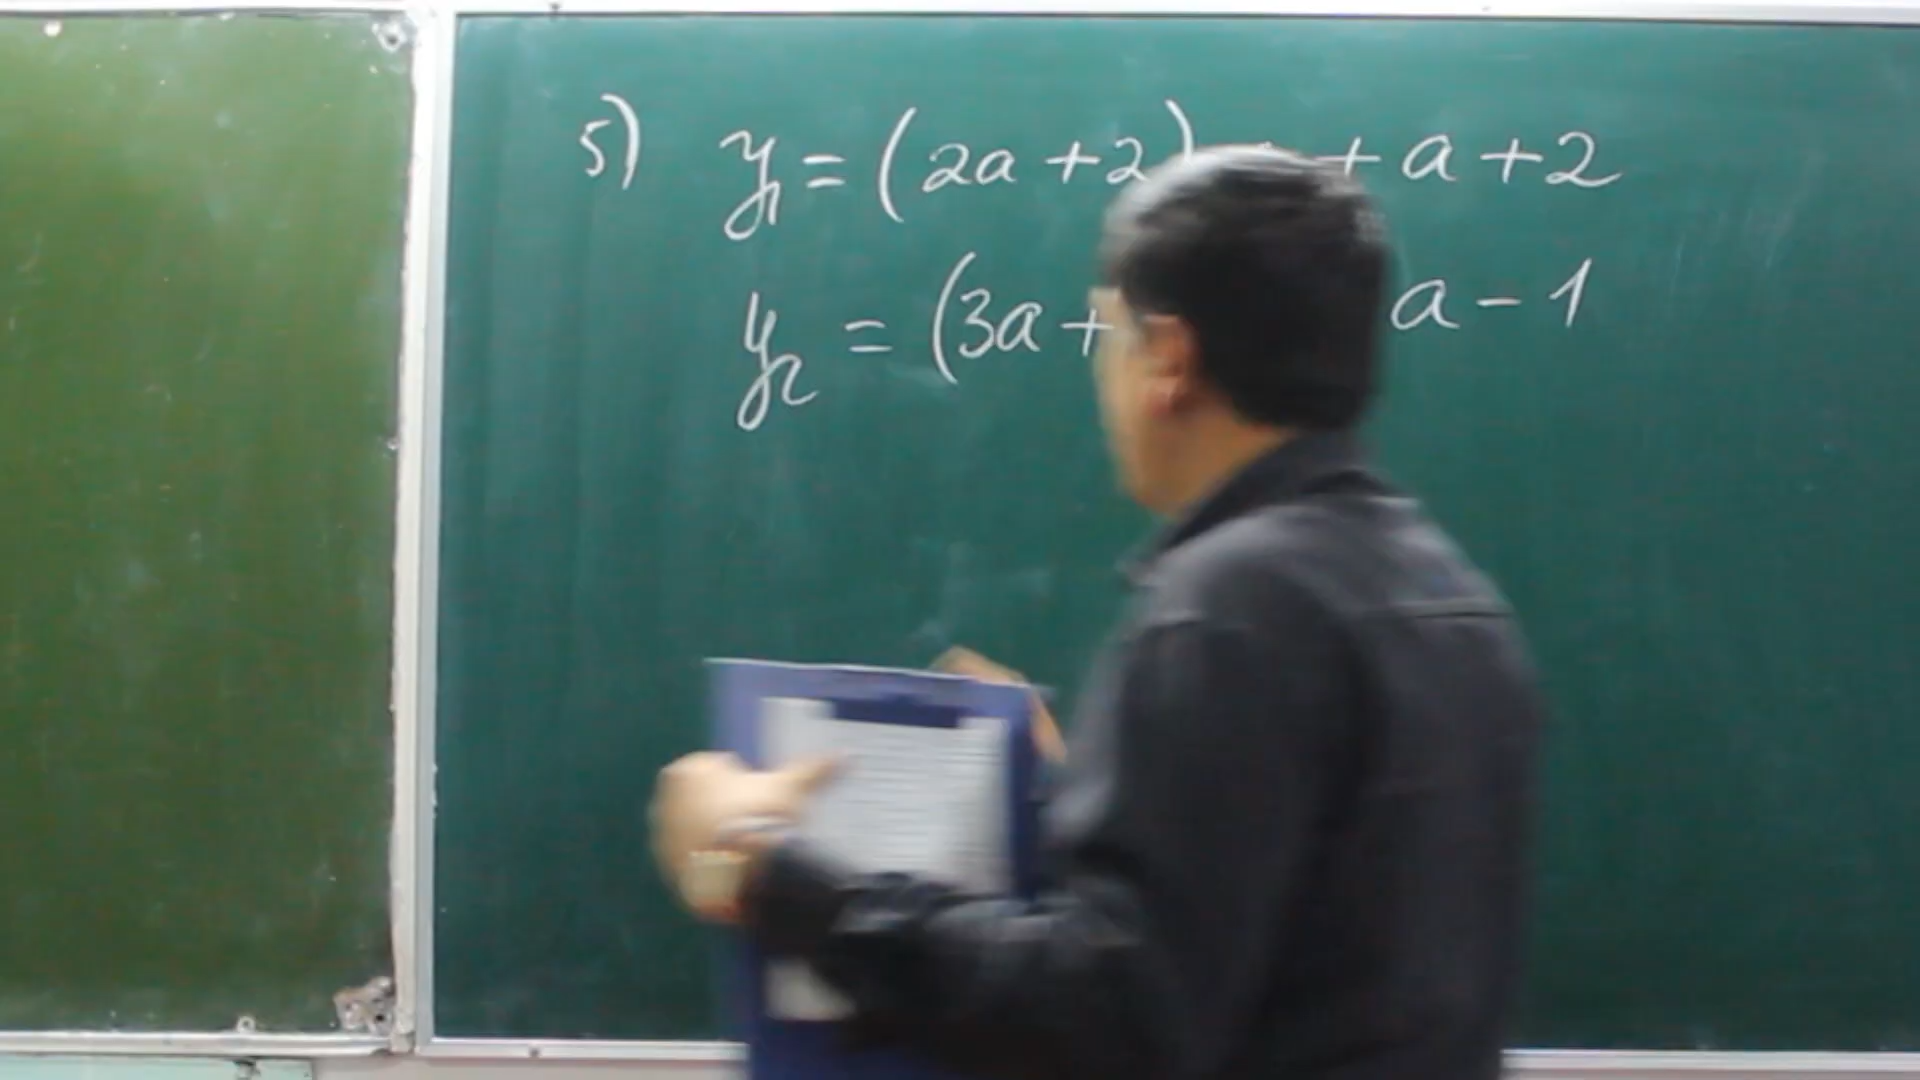 5) y₁ = (2a + 2) + a + 2
y₂ = (3a + a - 1